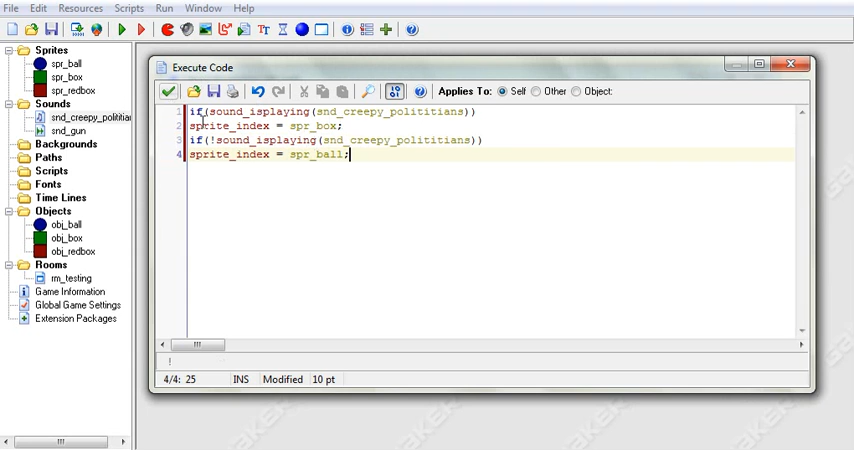 File Edit Resources Scripts Run Window Help
Sprites
spr_ball
spr_box
spr_redbox
Sounds
snd_creepy_polititian
snd_gun
Backgrounds
Paths
Scripts
Fonts
Time Lines
Objects
obj_ball
obj_box
obj_redbox
Rooms
rm_testing
Game Information
Global Game Settings
Extension Packages
Execute Code
Applies To: Self Other Object:
1 if(sound_isplaying(snd_creepy_polititians))
2 sprite_index = spr_box;
3 if(!sound_isplaying(snd_creepy_polititians))
4 sprite_index = spr_ball;
!
4/4: 25 INS Modified 10 pt